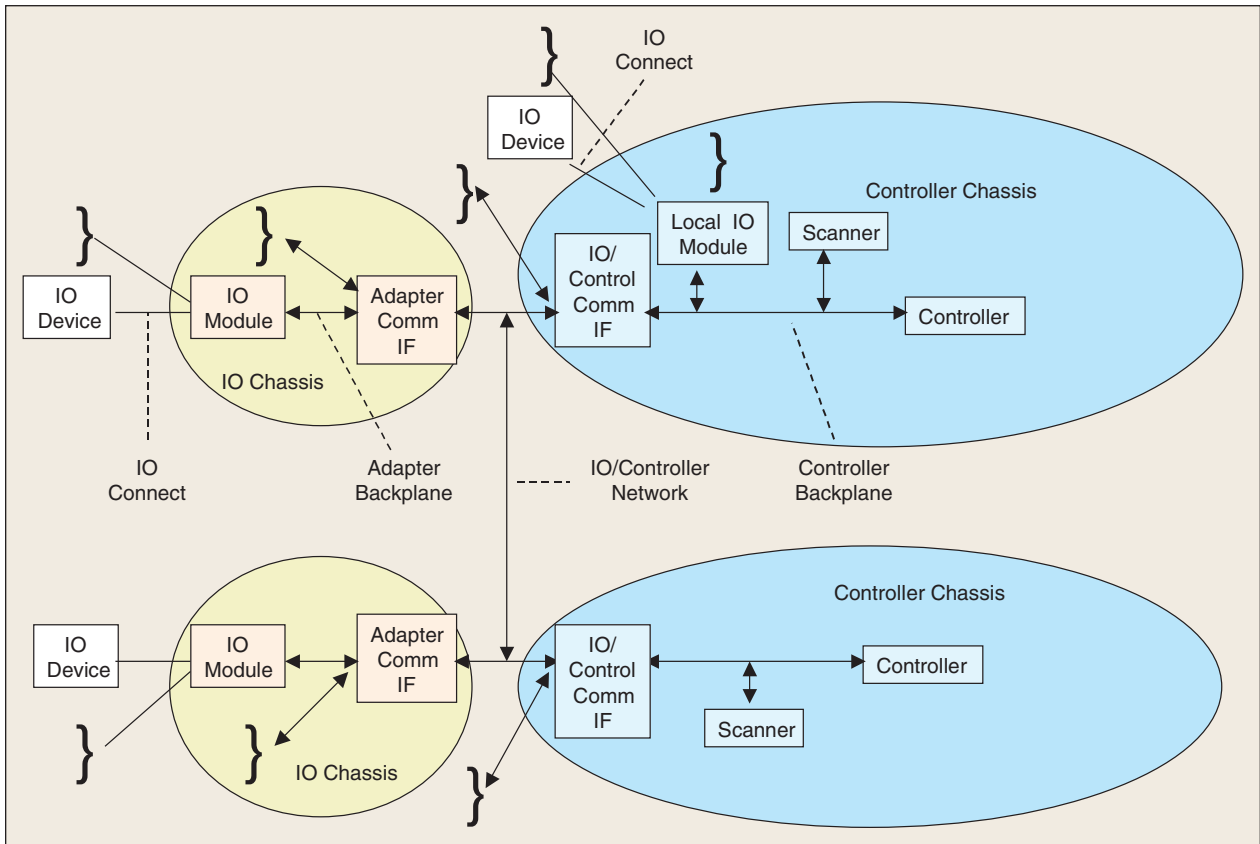 IO
Connect
IO
Device
Controller Chassis
Local IO
Module
Scanner
IO/
Control
Comm
IF
IO
Device
IO
Module
Adapter
Comm
IF
Controller
IO Chassis
IO
Connect
Adapter
Backplane
IO/Controller
Network
Controller
Backplane
Controller Chassis
IO
Device
IO
Module
Adapter
Comm
IF
IO/
Control
Comm
IF
Controller
Scanner
IO Chassis